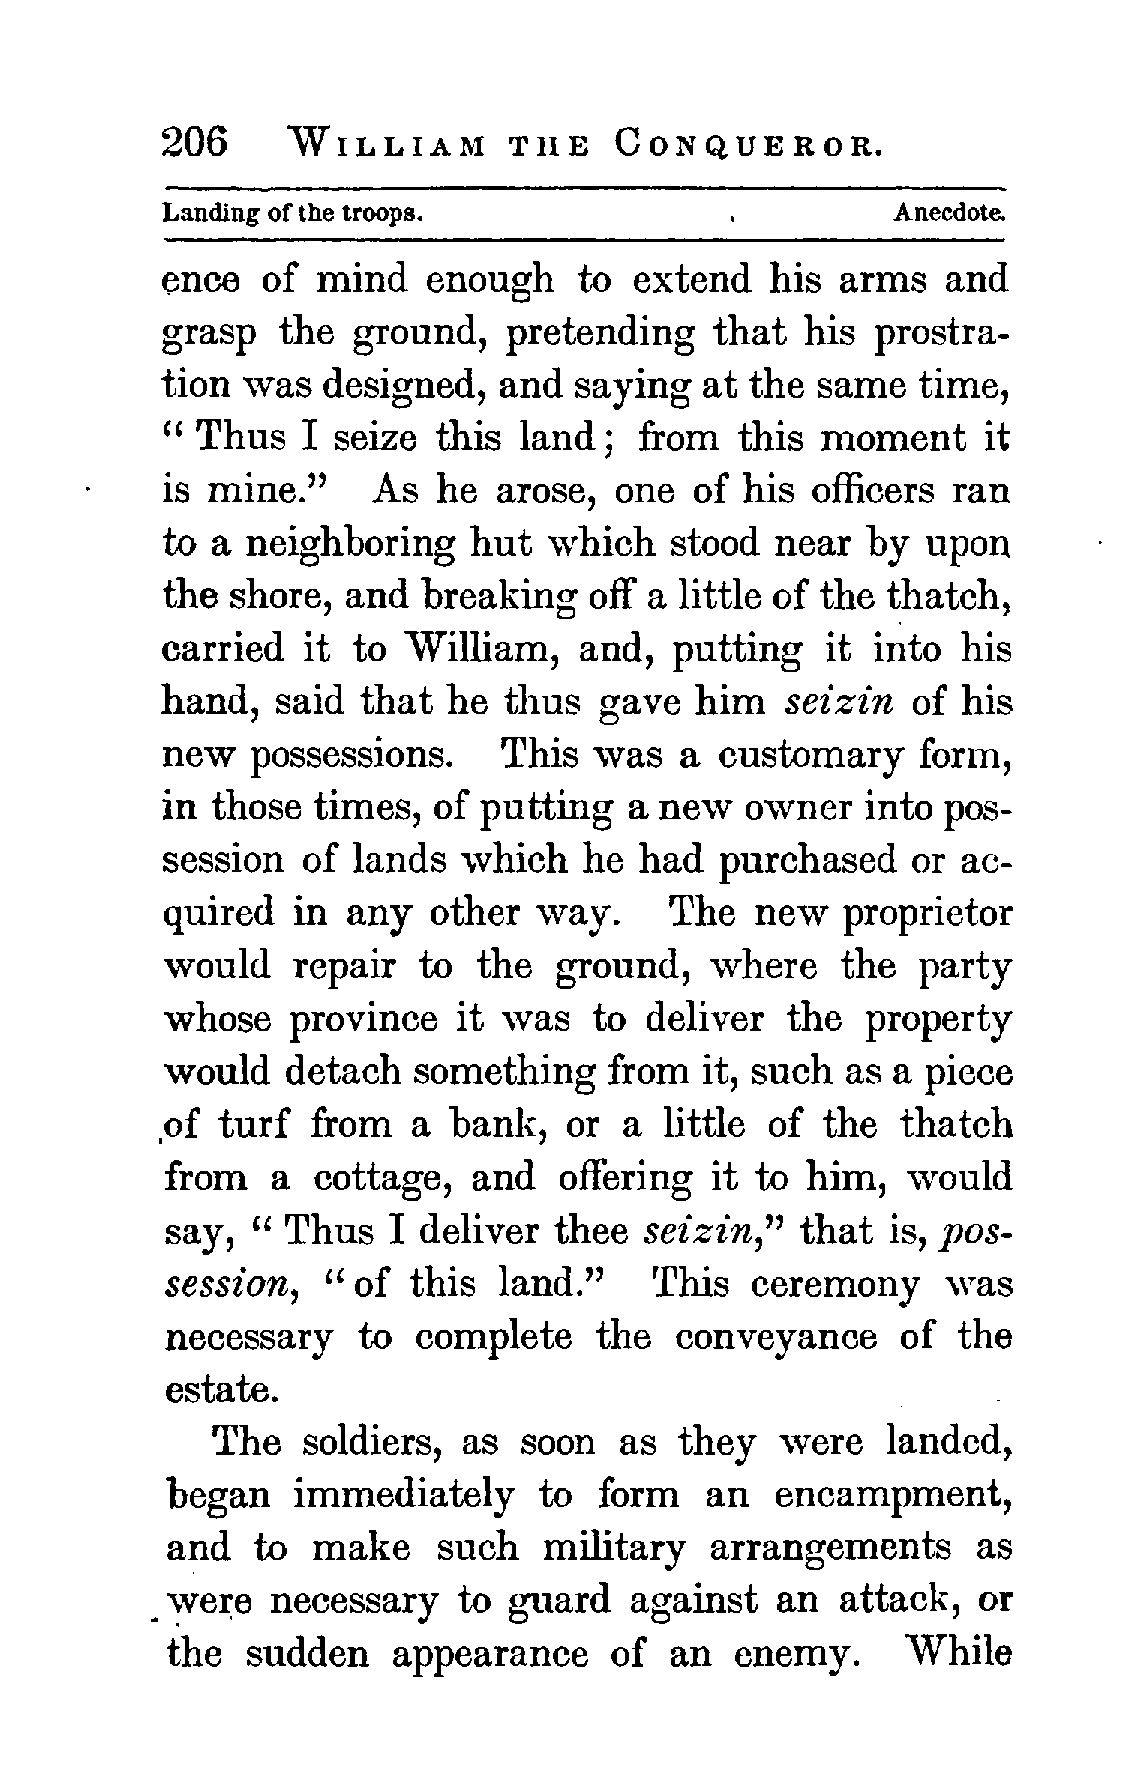 206 WILLIAM THE CONQUEROR.
Landing of the troops. Anecdote.
ence of mind enough to extend his arms and
grasp the ground, pretending that his prostra-
tion was designed, and saying at the same time,
“ Thus I seize this land; from this moment it
is mine.” As he arose, one of his officers ran
to a neighboring hut which stood near by upon
the shore, and breaking off a little of the thatch,
carried it to William, and, putting it into his
hand, said that he thus gave him seizin of his
new possessions. This was a customary form,
in those times, of putting a new owner into pos-
session of lands which he had purchased or ac-
quired in any other way. The new proprietor
would repair to the ground, where the party
whose province it was to deliver the property
would detach something from it, such as a piece
of turf from a bank, or a little of the thatch
from a cottage, and offering it to him, would
say, “ Thus I deliver thee seizin,” that is, pos-
session, “ of this land.” This ceremony was
necessary to complete the conveyance of the
estate.
The soldiers, as soon as they were landed,
began immediately to form an encampment,
and to make such military arrangements as
were necessary to guard against an attack, or
the sudden appearance of an enemy. While